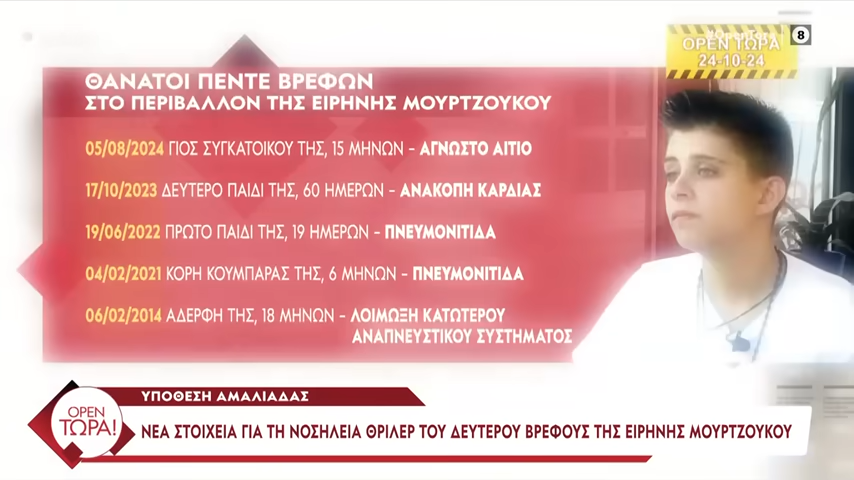 #OpenTora
8
OPEN ΤΩΡΑ
24-10-24
ΘΑΝΑΤΟΙ ΠΕΝΤΕ ΒΡΕΦΩΝ
ΣΤΟ ΠΕΡΙΒΑΛΛΟΝ ΤΗΣ ΕΙΡΗΝΗΣ ΜΟΥΡΤΖΟΥΚΟΥ
05/08/2024 ΓΙΟΣ ΣΥΓΚΑΤΟΙΚΟΥ ΤΗΣ, 15 ΜΗΝΩΝ – ΑΓΝΩΣΤΟ ΑΙΤΙΟ
17/10/2023 ΔΕΥΤΕΡΟ ΠΑΙΔΙ ΤΗΣ, 60 ΗΜΕΡΩΝ – ΑΝΑΚΟΠΗ ΚΑΡΔΙΑΣ
19/06/2022 ΠΡΩΤΟ ΠΑΙΔΙ ΤΗΣ, 19 ΗΜΕΡΩΝ – ΠΝΕΥΜΟΝΙΤΙΔΑ
04/02/2021 ΚΟΡΗ ΚΟΥΜΠΑΡΑΣ ΤΗΣ, 6 ΜΗΝΩΝ – ΠΝΕΥΜΟΝΙΤΙΔΑ
06/02/2014 ΑΔΕΡΦΗ ΤΗΣ, 18 ΜΗΝΩΝ – ΛΟΙΜΩΞΗ ΚΑΤΩΤΕΡΟΥ
ΑΝΑΠΝΕΥΣΤΙΚΟΥ ΣΥΣΤΗΜΑΤΟΣ
ΥΠΟΘΕΣΗ ΑΜΑΛΙΑΔΑΣ
OPEN
ΤΩΡΑ!
ΝΕΑ ΣΤΟΙΧΕΙΑ ΓΙΑ ΤΗ ΝΟΣΗΛΕΙΑ ΘΡΙΛΕΡ ΤΟΥ ΔΕΥΤΕΡΟΥ ΒΡΕΦΟΥΣ ΤΗΣ ΕΙΡΗΝΗΣ ΜΟΥΡΤΖΟΥΚΟΥ